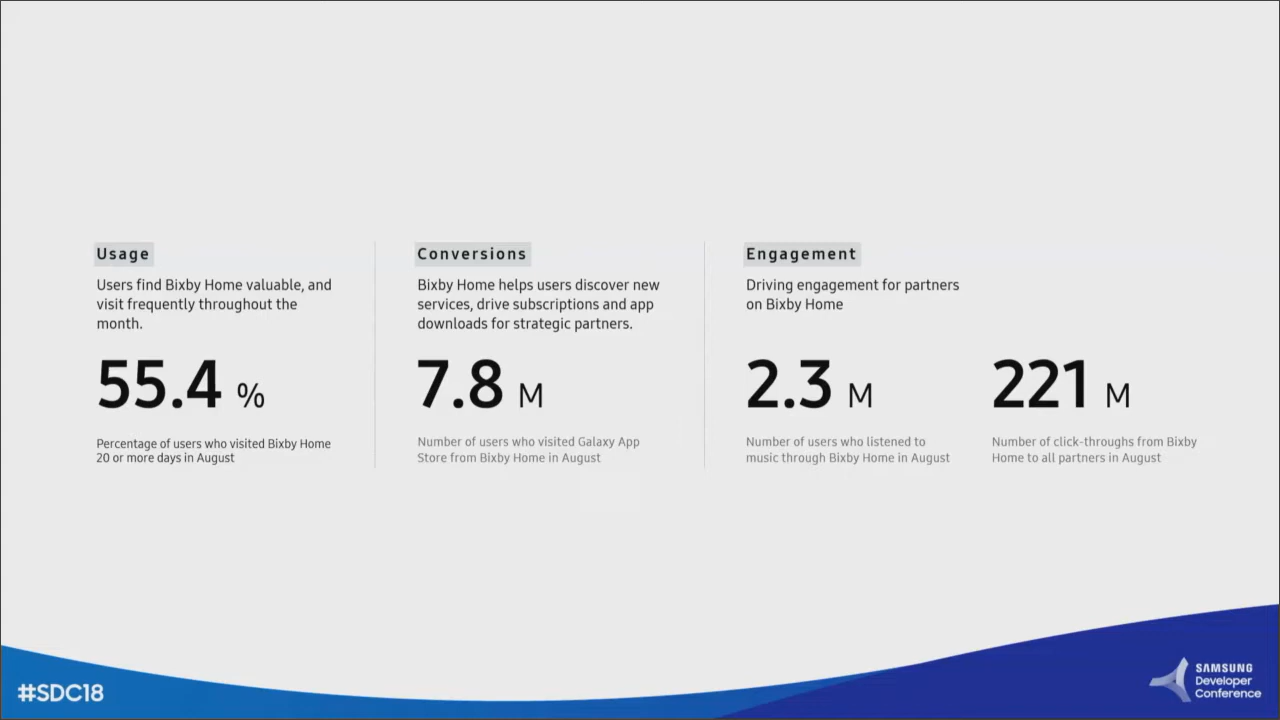 Usage
Users find Bixby Home valuable, and
visit frequently throughout the
month.
55.4 %
Percentage of users who visited Bixby Home
20 or more days in August
Conversions
Bixby Home helps users discover new
services, drive subscriptions and app
downloads for strategic partners.
7.8 M
Number of users who visited Galaxy App
Store from Bixby Home in August
Engagement
Driving engagement for partners
on Bixby Home
2.3 M
Number of users who listened to
music through Bixby Home in August
221 M
Number of click-throughs from Bixby
Home to all partners in August
#SDC18
SAMSUNG
Developer
Conference